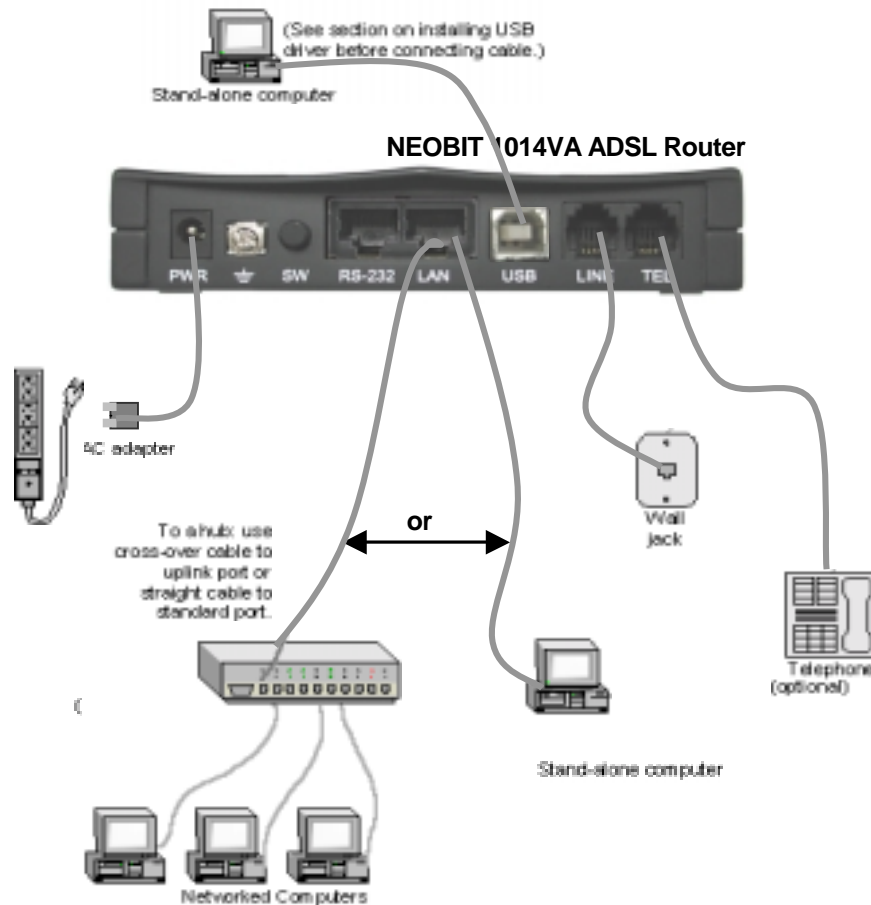 (See section on installing USB
driver before connecting cable.)
Stand-alone computer
NEOBIT 1014VA ADSL Router
PWR SW RS-232 LAN USB LINE TEL
AC adapter
or
Wall
jack
To a hub: use
cross-over cable to
uplink port or
straight cable to
standard port.
Telephone
(optional)
(
Stand-alone computer
Networked Computers